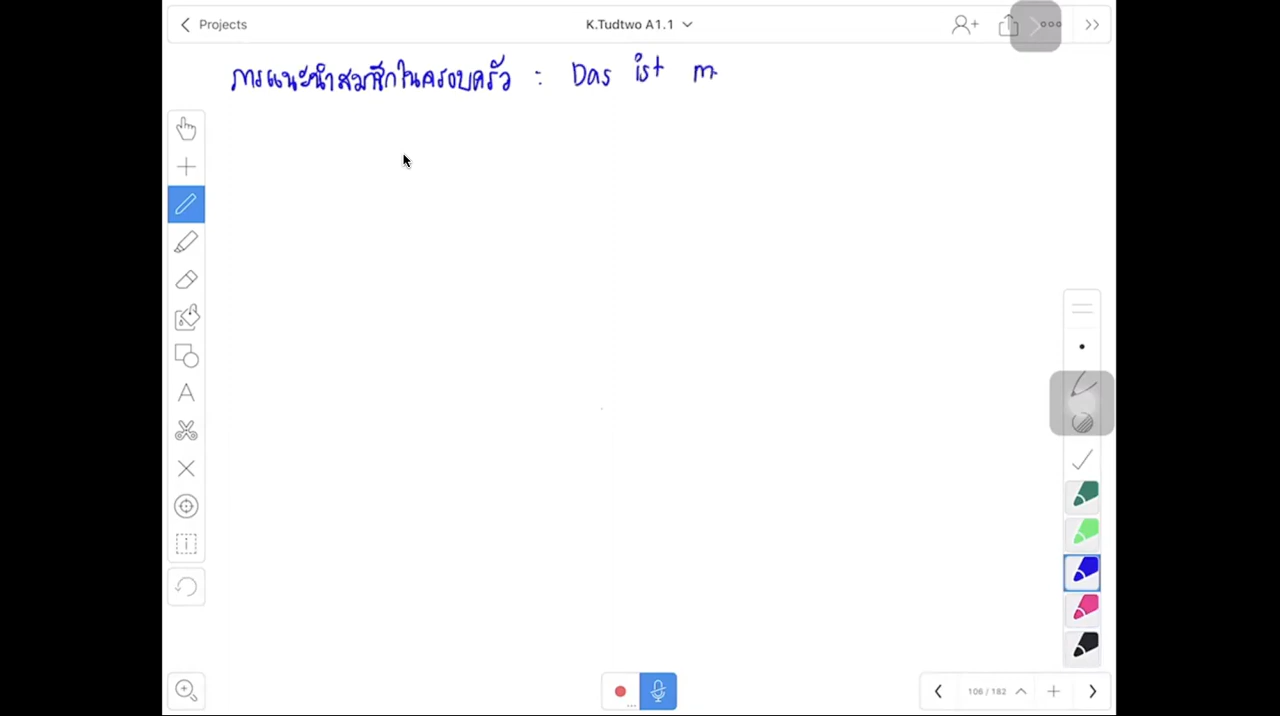 Projects
K.Tudtwo A1.1
การแนะนำสมาชิกในครอบครัว : Das ist m
106 / 182